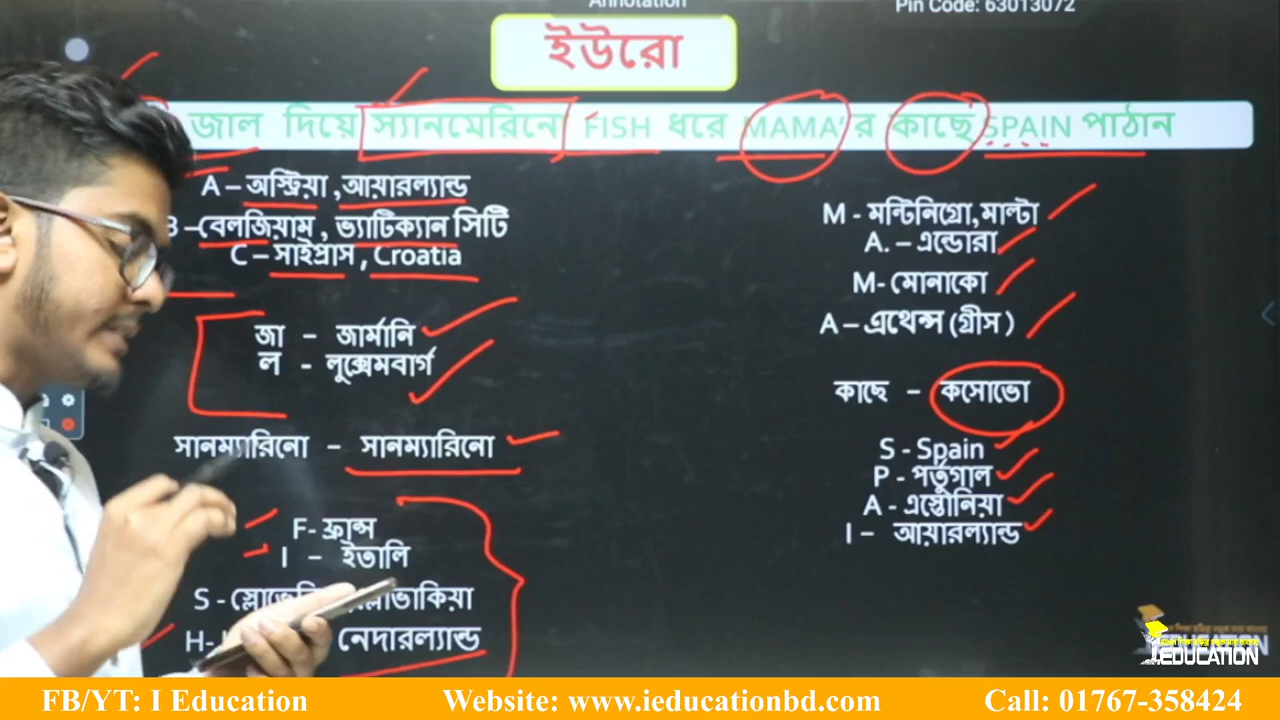 Annotation
Pin Code: 63013072
ইউরো
জাল দিয়ে স্যানমেরিনো FISH ধরে MAMA'র কাছে SPAIN পাঠান
A – অস্ট্রিয়া ,আয়ারল্যান্ড
B –বেলজিয়াম , ভ্যাটিক্যান সিটি
C – সাইপ্রাস , Croatia
জা – জার্মানি
ল - লুক্সেমবার্গ
সানম্যারিনো – সানম্যারিনো
F- ফ্রান্স
I – ইতালি
S -
H- নেদারল্যান্ড
M - মন্টিনিগ্রো,মাল্টা
A. – এন্ডোরা
M- মোনাকো
A – এথেন্স (গ্রীস )
কাছে – কসোভো
S - Spain
P - পর্তুগাল
A - এস্তোনিয়া
I – আয়ারল্যান্ড
EDUCATION
FB/YT: I Education Website: www.ieducationbd.com Call: 01767-358424